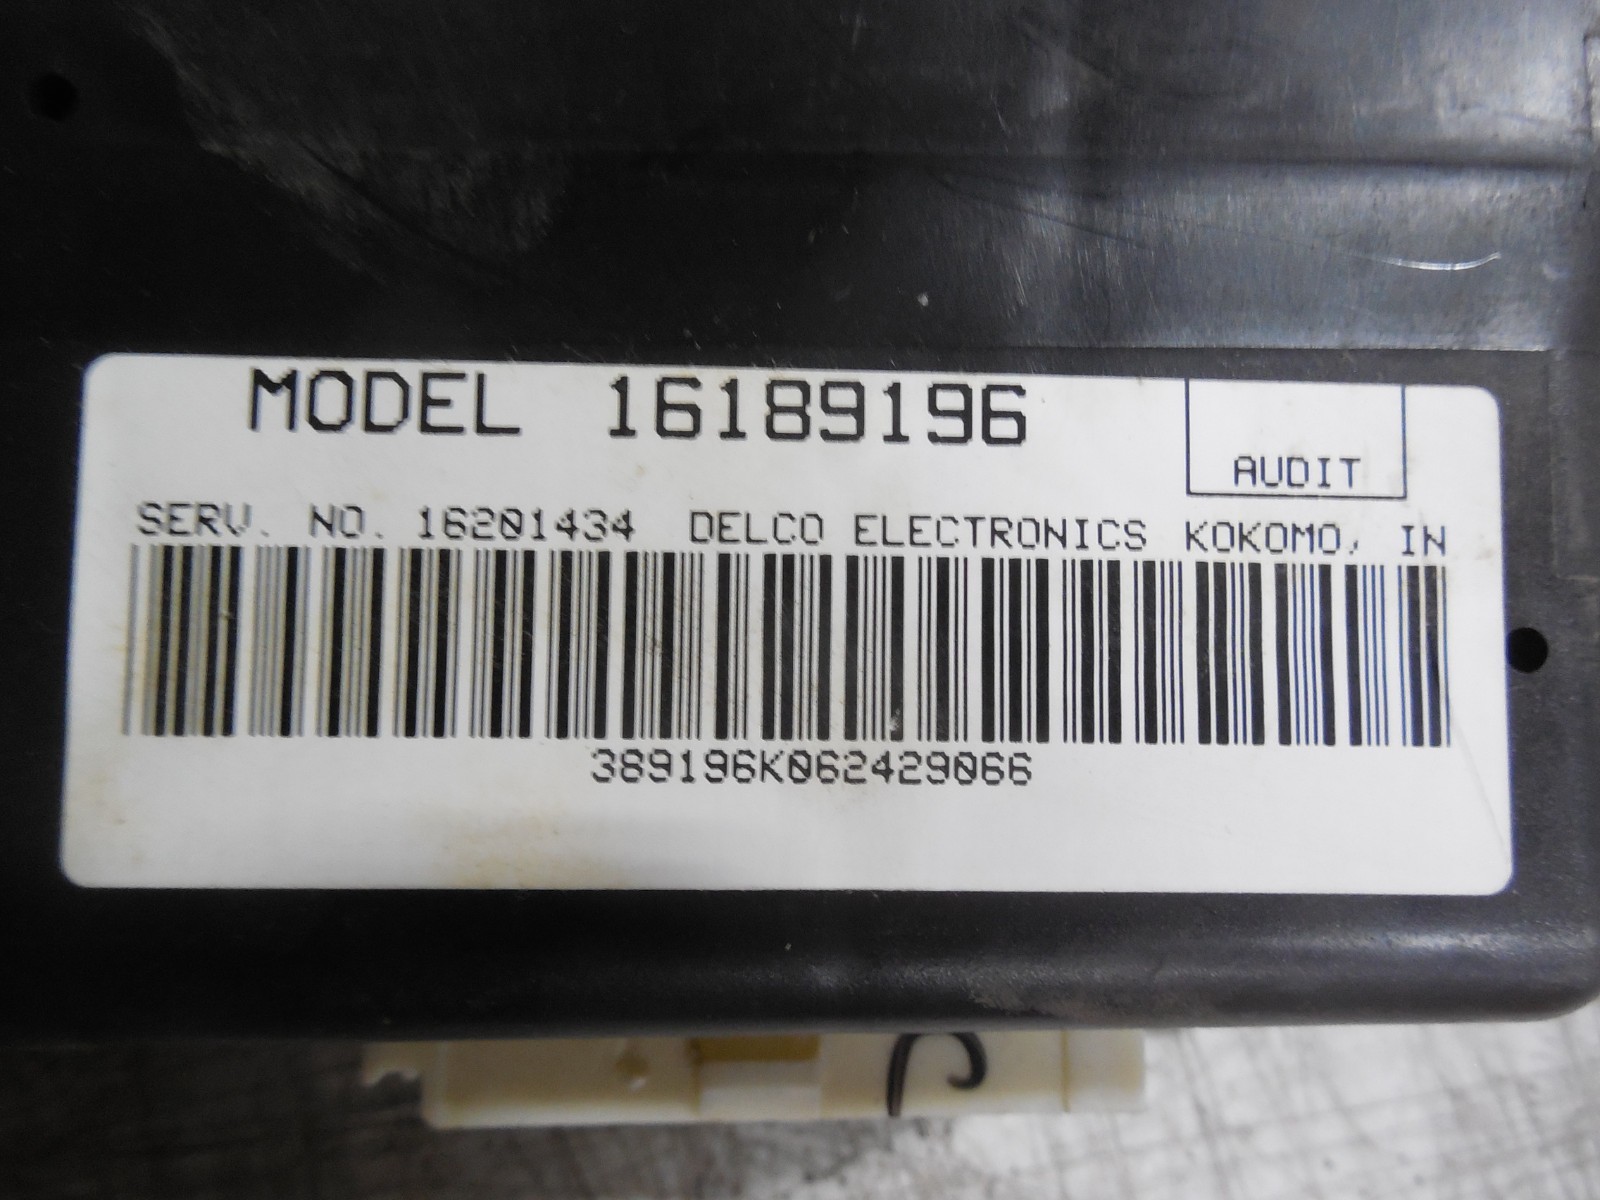 MODEL 16189196
AUDIT
SERV. NO. 16201434 DELCO ELECTRONICS KOKOMO, IN
389196K062429066